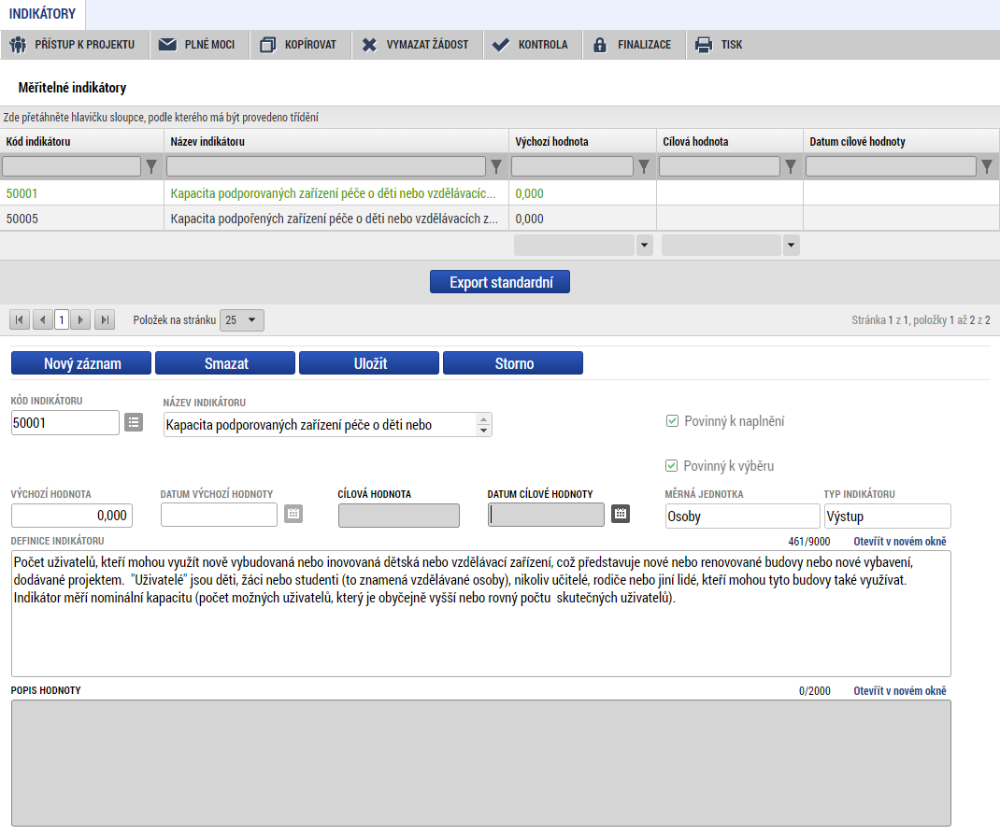 INDIKÁTORY
PŘÍSTUP K PROJEKTU PLNÉ MOCI KOPÍROVAT VYMAZAT ŽÁDOST KONTROLA FINALIZACE TISK
Měřitelné indikátory
Zde přetáhněte hlavičku sloupce, podle kterého má být provedeno třídění
Kód indikátoru Název indikátoru Výchozí hodnota Cílová hodnota Datum cílové hodnoty
50001 Kapacita podporovaných zařízení péče o děti nebo vzdělávacíc... 0,000
50005 Kapacita podpořených zařízení péče o děti nebo vzdělávacích z... 0,000
Export standardní
1 Položek na stránku 25 Stránka 1 z 1, položky 1 až 2 z 2
Nový záznam Smazat Uložit Storno
KÓD INDIKÁTORU NÁZEV INDIKÁTORU
50001 Kapacita podporovaných zařízení péče o děti nebo Povinný k naplnění
Povinný k výběru
VÝCHOZÍ HODNOTA DATUM VÝCHOZÍ HODNOTY CÍLOVÁ HODNOTA DATUM CÍLOVÉ HODNOTY MĚRNÁ JEDNOTKA TYP INDIKÁTORU
0,000 Osoby Výstup
DEFINICE INDIKÁTORU 461/9000 Otevřít v novém okně
Počet uživatelů, kteří mohou využít nově vybudovaná nebo inovovaná dětská nebo vzdělávací zařízení, což představuje nové nebo renovované budovy nebo nové vybavení,
dodávané projektem.  "Uživatelé" jsou děti, žáci nebo studenti (to znamená vzdělávané osoby), nikoliv učitelé, rodiče nebo jiní lidé, kteří mohou tyto budovy také využívat.
Indikátor měří nominální kapacitu (počet možných uživatelů, který je obyčejně vyšší nebo rovný počtu  skutečných uživatelů).
POPIS HODNOTY 0/2000 Otevřít v novém okně